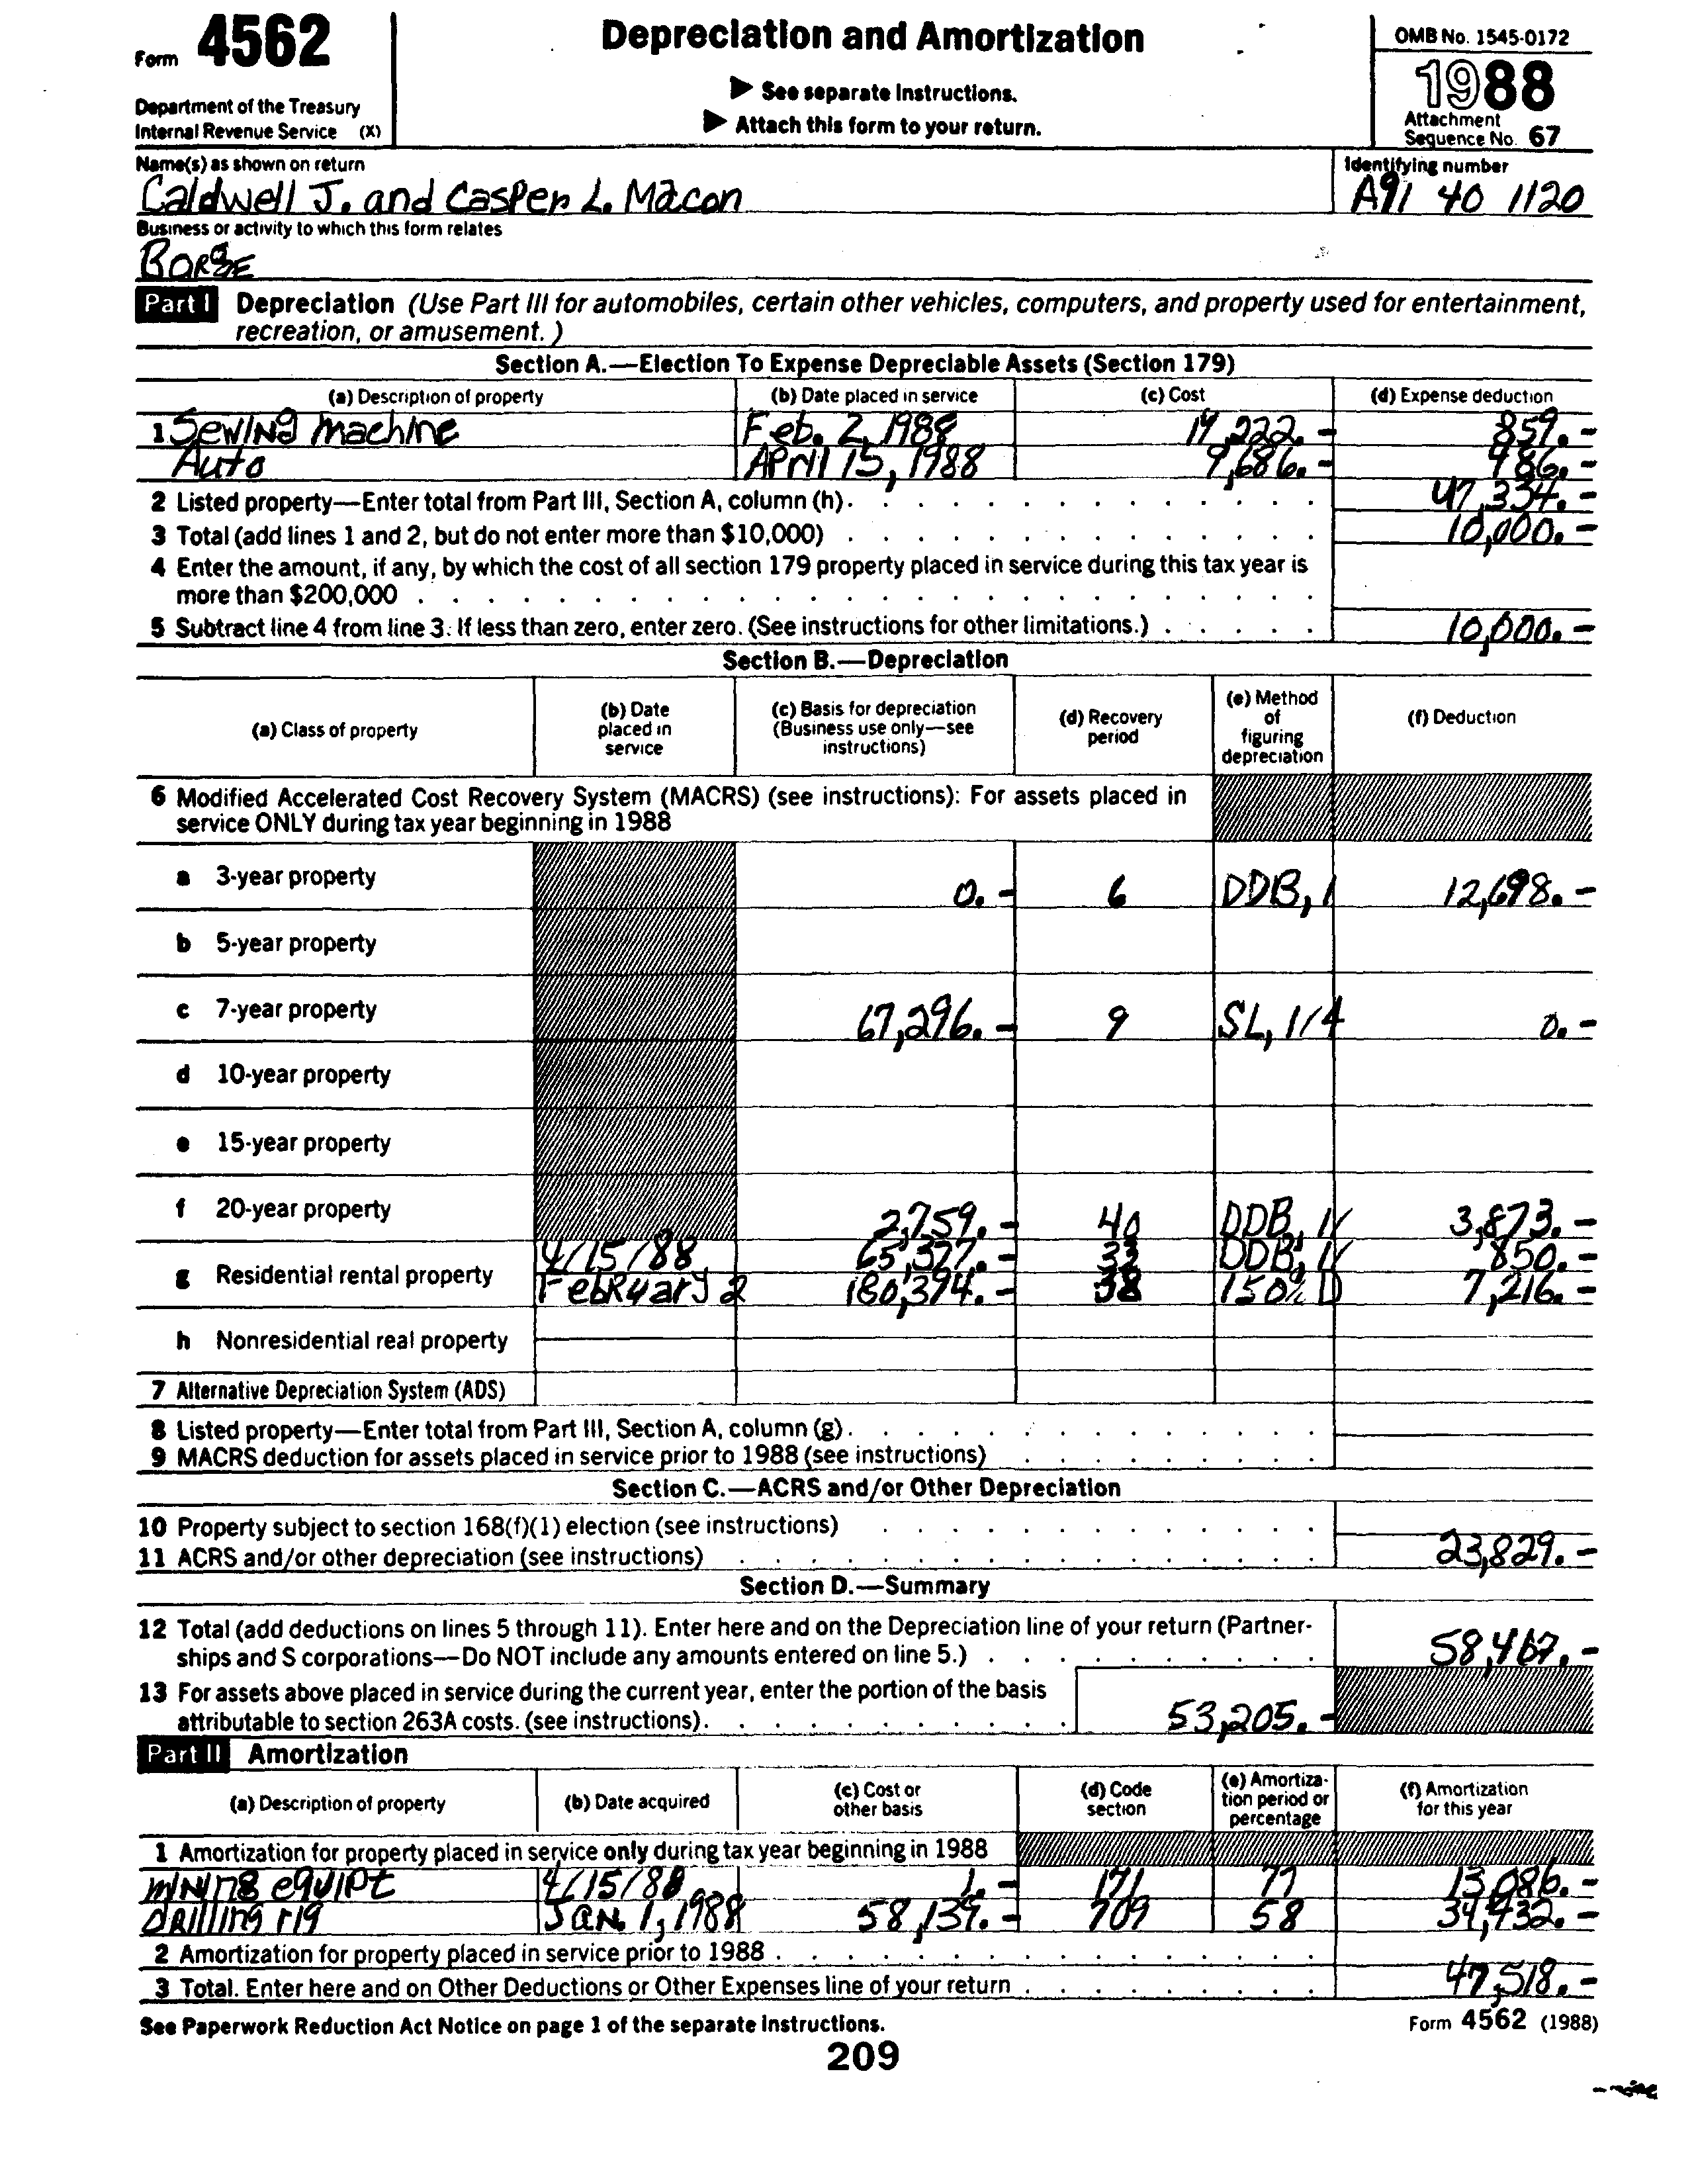 Form 4562
Department of the Treasury
Internal Revenue Service (X)
Depreciation and Amortization
► See separate Instructions.
► Attach this form to your return.
OMB No. 1545-0172
1988
Attachment
Sequence No. 67
Name(s) as shown on return
Caldwell J. and Casper L. Macon
Identifying number
A91 40 1120
Business or activity to which this form relates
Part I Depreciation (Use Part III for automobiles, certain other vehicles, computers, and property used for entertainment,
recreation, or amusement.)
Section A.—Election To Expense Depreciable Assets (Section 179)
(a) Description of property (b) Date placed in service (c) Cost (d) Expense deduction
1 Sewing machine Feb. 2, 1988 859.-
Auto April 15, 1988 9,686.- 986.-
2 Listed property—Enter total from Part III, Section A, column (h). 47,334.-
3 Total (add lines 1 and 2, but do not enter more than $10,000) 10,000.-
4 Enter the amount, if any, by which the cost of all section 179 property placed in service during this tax year is
more than $200,000
5 Subtract line 4 from line 3. If less than zero, enter zero. (See instructions for other limitations.) 10,000.-
Section B.—Depreciation
(a) Class of property (b) Date placed in service (c) Basis for depreciation (Business use only—see instructions) (d) Recovery period (e) Method of figuring depreciation (f) Deduction
6 Modified Accelerated Cost Recovery System (MACRS) (see instructions): For assets placed in
service ONLY during tax year beginning in 1988
a 3-year property 0.- 6 DDB, 1 12,698.-
b 5-year property
c 7-year property 67,296.- 9 SL, 1/4 0.-
d 10-year property
e 15-year property
f 20-year property 2,759.- 40 DDB, 1/ 3,873.-
4/15/88 65,327.- 33 DDB, 1/ 850.-
g Residential rental property February 2 180,394.- 38 150% D 7,216.-
h Nonresidential real property
7 Alternative Depreciation System (ADS)
8 Listed property—Enter total from Part III, Section A, column (g).
9 MACRS deduction for assets placed in service prior to 1988 (see instructions)
Section C.—ACRS and/or Other Depreciation
10 Property subject to section 168(f)(1) election (see instructions)
11 ACRS and/or other depreciation (see instructions) 23,829.-
Section D.—Summary
12 Total (add deductions on lines 5 through 11). Enter here and on the Depreciation line of your return (Partner-
ships and S corporations—Do NOT include any amounts entered on line 5.) 58,467.-
13 For assets above placed in service during the current year, enter the portion of the basis
attributable to section 263A costs. (see instructions). 53,205.-
Part II Amortization
(a) Description of property (b) Date acquired (c) Cost or other basis (d) Code section (e) Amortization period or percentage (f) Amortization for this year
1 Amortization for property placed in service only during tax year beginning in 1988
Mining equipt 4/15/88 1.- 171 77 13,086.-
Drilling rig Jan. 1, 1988 58,139.- 709 58 34,432.-
2 Amortization for property placed in service prior to 1988
3 Total. Enter here and on Other Deductions or Other Expenses line of your return 47,518.-
See Paperwork Reduction Act Notice on page 1 of the separate Instructions.
Form 4562 (1988)
209